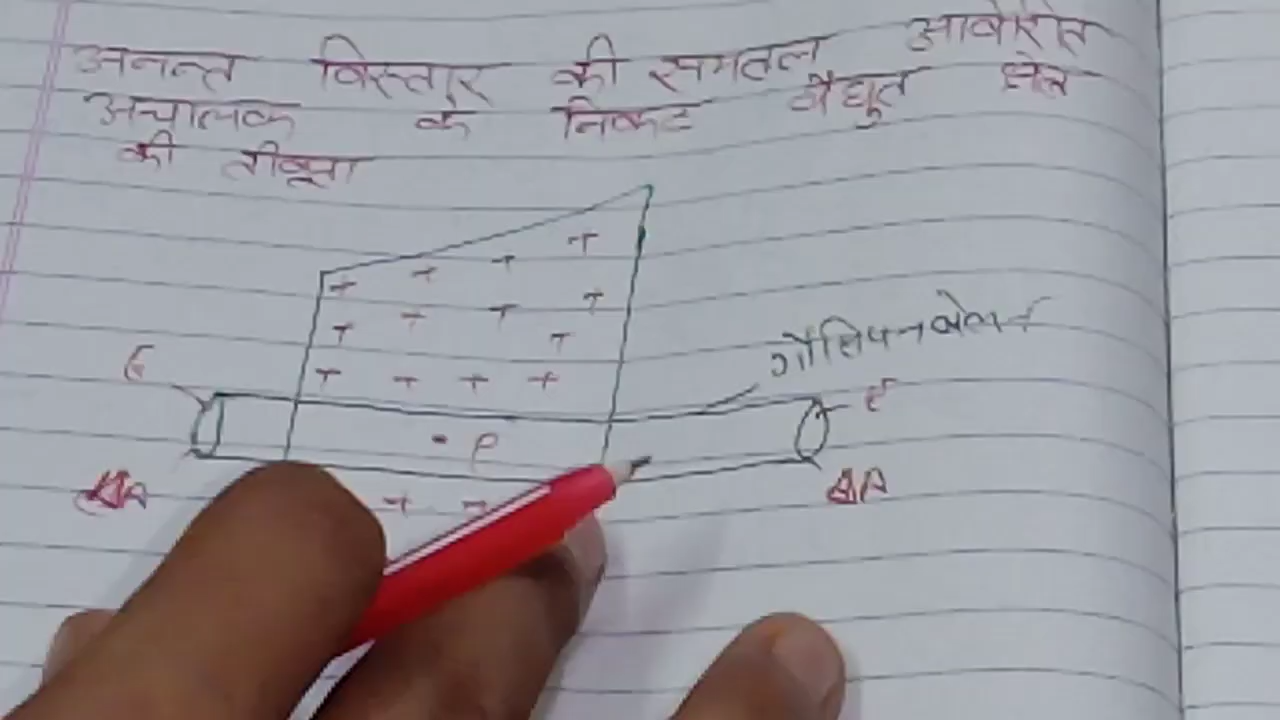 अनन्त विस्तार की समतल आवेशित
अचालक के निकट वैद्युत क्षेत्र
की तीव्रता
+ + + +
+ + + +
+ +
+ + + +
गौसियन बेलन
E
E
• P
ΔA
ΔA
+ +